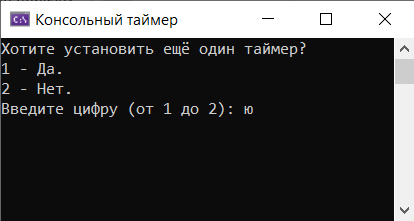 Консольный таймер
Хотите установить ещё один таймер?
1 - Да.
2 - Нет.
Введите цифру (от 1 до 2): ю